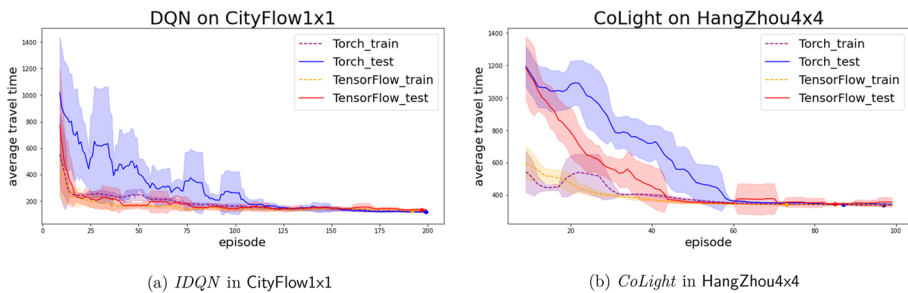 DQN on CityFlow1x1
average travel time
1400
1200
1000
800
600
400
200
0
25
50
75
100
125
150
175
200
episode
Torch_train
Torch_test
TensorFlow_train
TensorFlow_test
(a) IDQN in CityFlow1x1
CoLight on HangZhou4x4
average travel time
1400
1200
1000
800
600
400
200
20
40
60
80
100
episode
Torch_train
Torch_test
TensorFlow_train
TensorFlow_test
(b) CoLight in HangZhou4x4